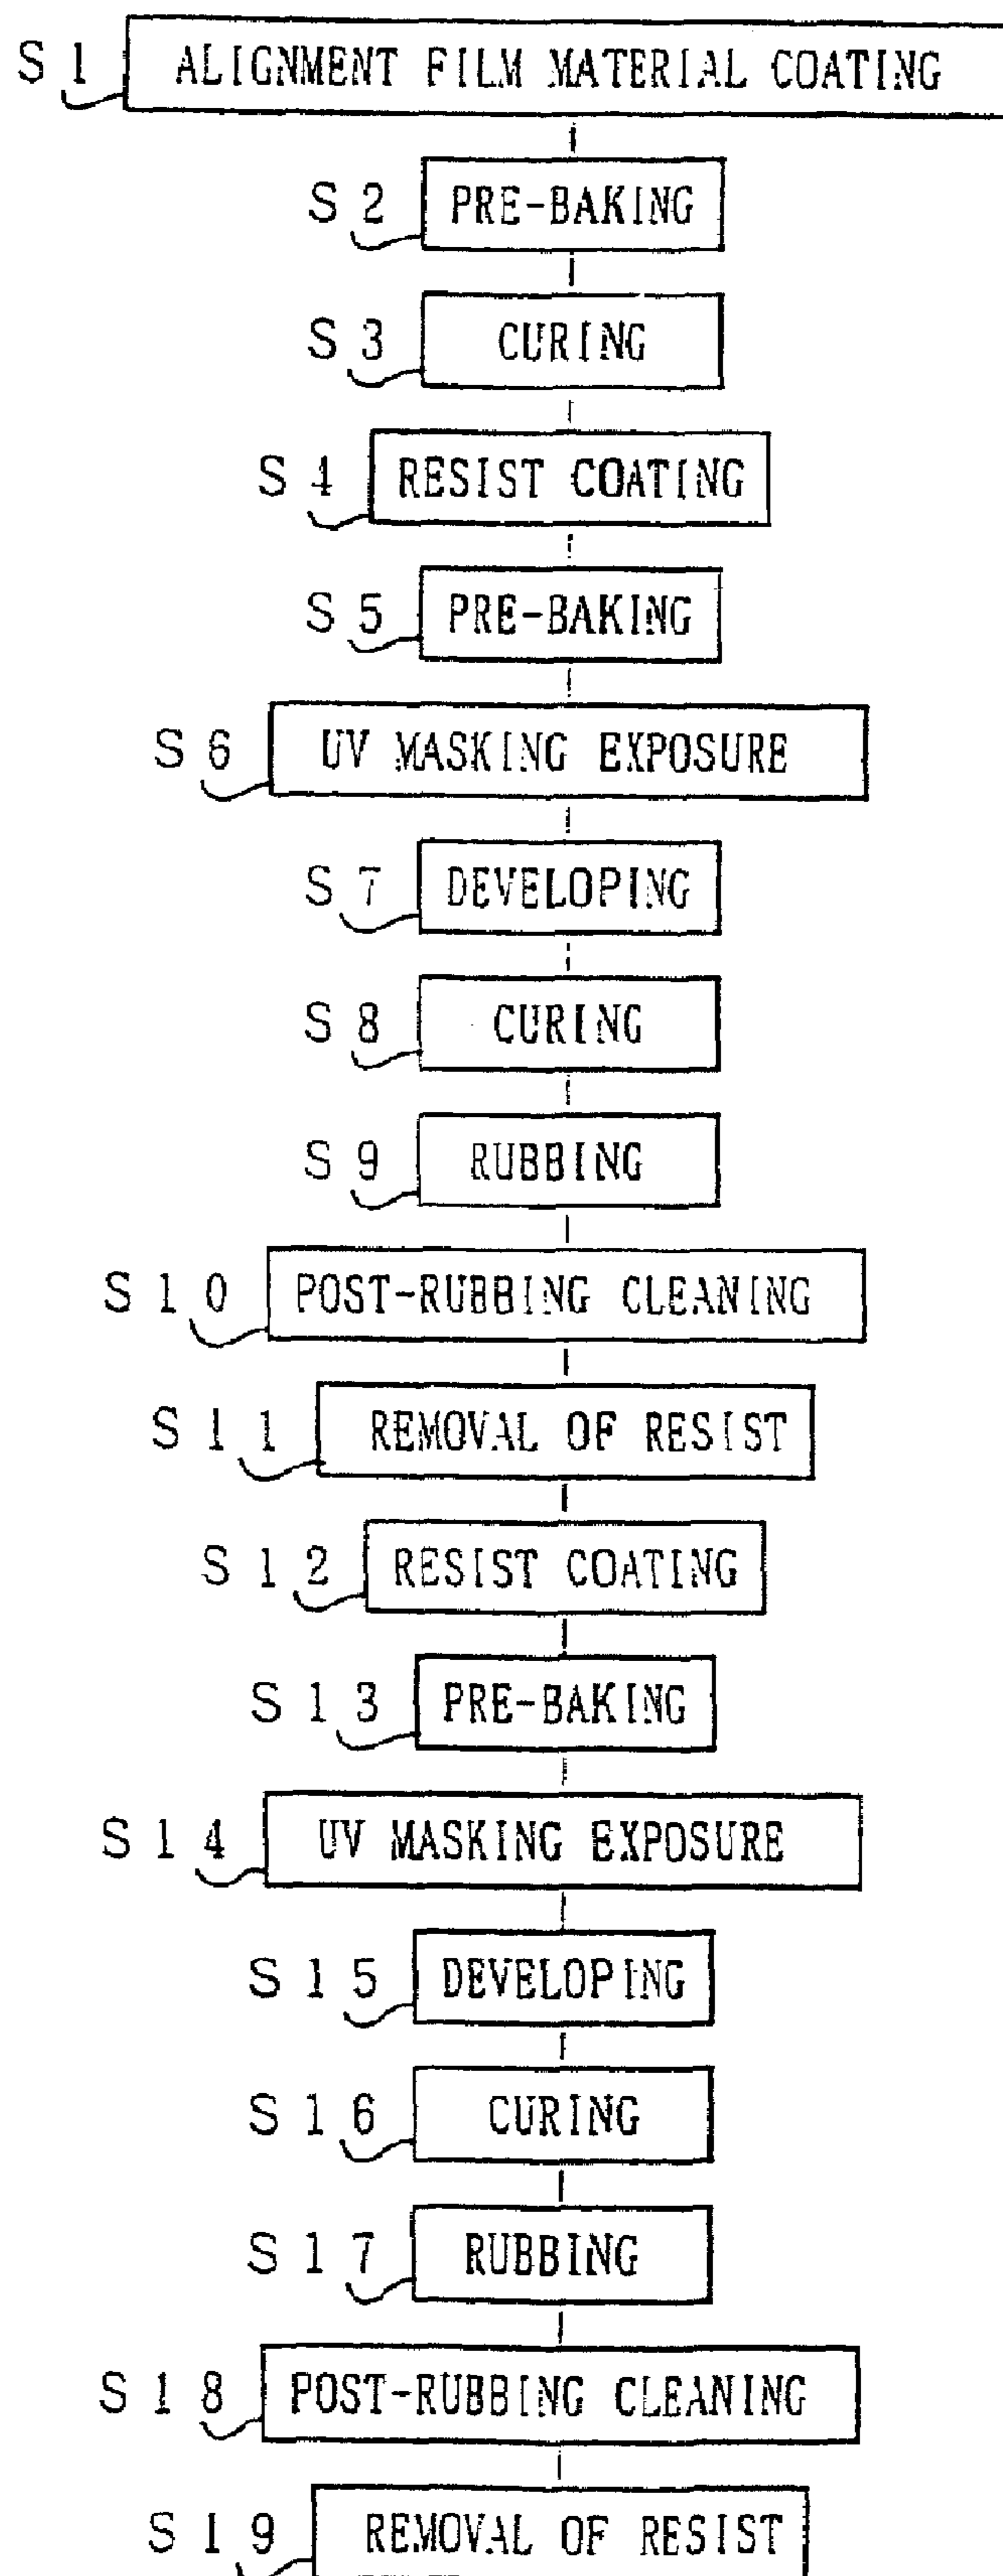 S1 ALIGNMENT FILM MATERIAL COATING
S2 PRE-BAKING
S3 CURING
S4 RESIST COATING
S5 PRE-BAKING
S6 UV MASKING EXPOSURE
S7 DEVELOPING
S8 CURING
S9 RUBBING
S10 POST-RUBBING CLEANING
S11 REMOVAL OF RESIST
S12 RESIST COATING
S13 PRE-BAKING
S14 UV MASKING EXPOSURE
S15 DEVELOPING
S16 CURING
S17 RUBBING
S18 POST-RUBBING CLEANING
S19 REMOVAL OF RESIST